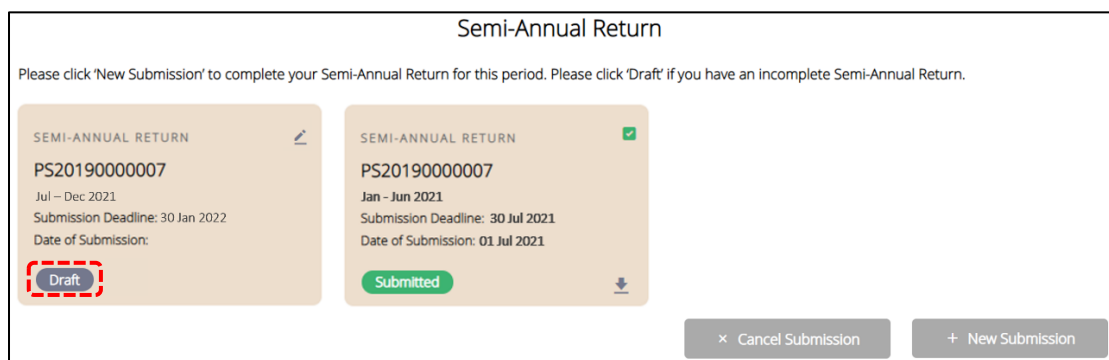 Semi-Annual Return
Please click ‘New Submission’ to complete your Semi-Annual Return for this period. Please click ‘Draft’ if you have an incomplete Semi-Annual Return.
SEMI-ANNUAL RETURN
PS20190000007
Jul – Dec 2021
Submission Deadline: 30 Jan 2022
Date of Submission:
Draft
SEMI-ANNUAL RETURN
PS20190000007
Jan - Jun 2021
Submission Deadline: 30 Jul 2021
Date of Submission: 01 Jul 2021
Submitted
× Cancel Submission
+ New Submission